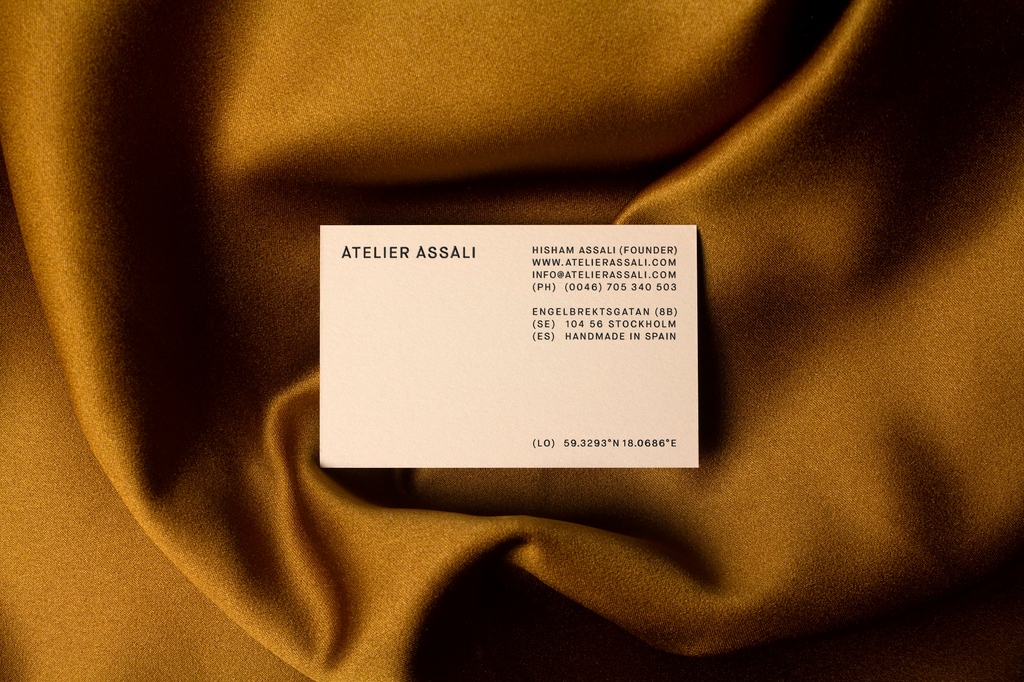 ATELIER ASSALI
HISHAM ASSALI (FOUNDER)
WWW.ATELIERASSALI.COM
INFO@ATELIERASSALI.COM
(PH) (0046) 705 340 503
ENGELBREKTSGATAN (8B)
(SE) 104 56 STOCKHOLM
(ES) HANDMADE IN SPAIN
(LO) 59.3293°N 18.0686°E